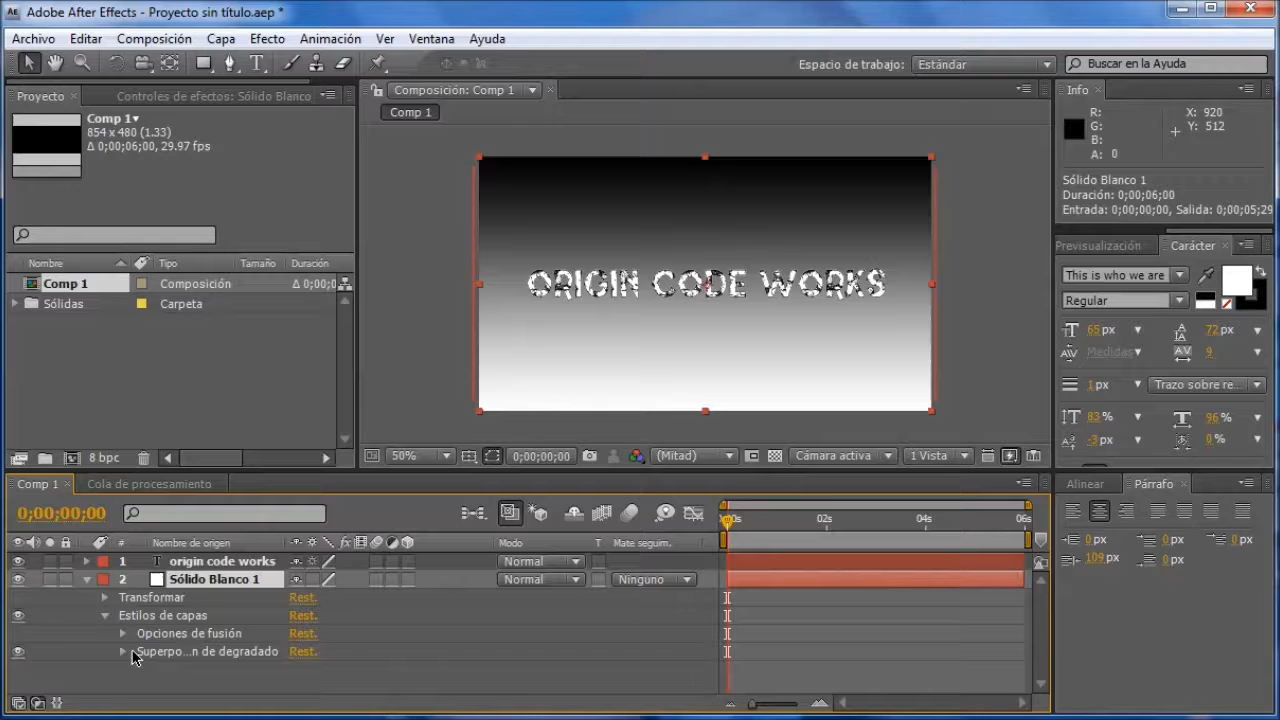 AE Adobe After Effects - Proyecto sin título.aep *
Archivo Editar Composición Capa Efecto Animación Ver Ventana Ayuda
Espacio de trabajo: Estándar Buscar en la Ayuda
Proyecto Controles de efectos: Sólido Blanco
Composición: Comp 1
Info
Comp 1▾
854 x 480 (1.33)
Δ 0;00;06;00, 29.97 fps
Comp 1
R:
G:
B:
A: 0
X: 920
Y: 512
Sólido Blanco 1
Duración: 0;00;06;00
Entrada: 0;00;00;00, Salida: 0;00;05;29
Nombre Tipo Tamaño Duración
Comp 1 Composición Δ 0;00;0
Sólidas Carpeta
ORIGIN CODE WORKS
Previsualización Carácter
This is who we are
Regular
65 px 72 px
Medidas 9
1 px Trazo sobre re...
83 % 96 %
-3 px 0 %
8 bpc
50% 0;00;00;00 (Mitad) Cámara activa 1 Vista
Comp 1 Cola de procesamiento
Alinear Párrafo
0;00;00;00
0 px 0 px 0 px
109 px 0 px
# Nombre de origen fx Modo T Mate seguim.
02s 04s 06s
1 T origin code works Normal
2 Sólido Blanco 1 Normal Ninguno
Transformar Rest.
Estilos de capas Rest.
Opciones de fusión Rest.
Superpo...n de degradado Rest.